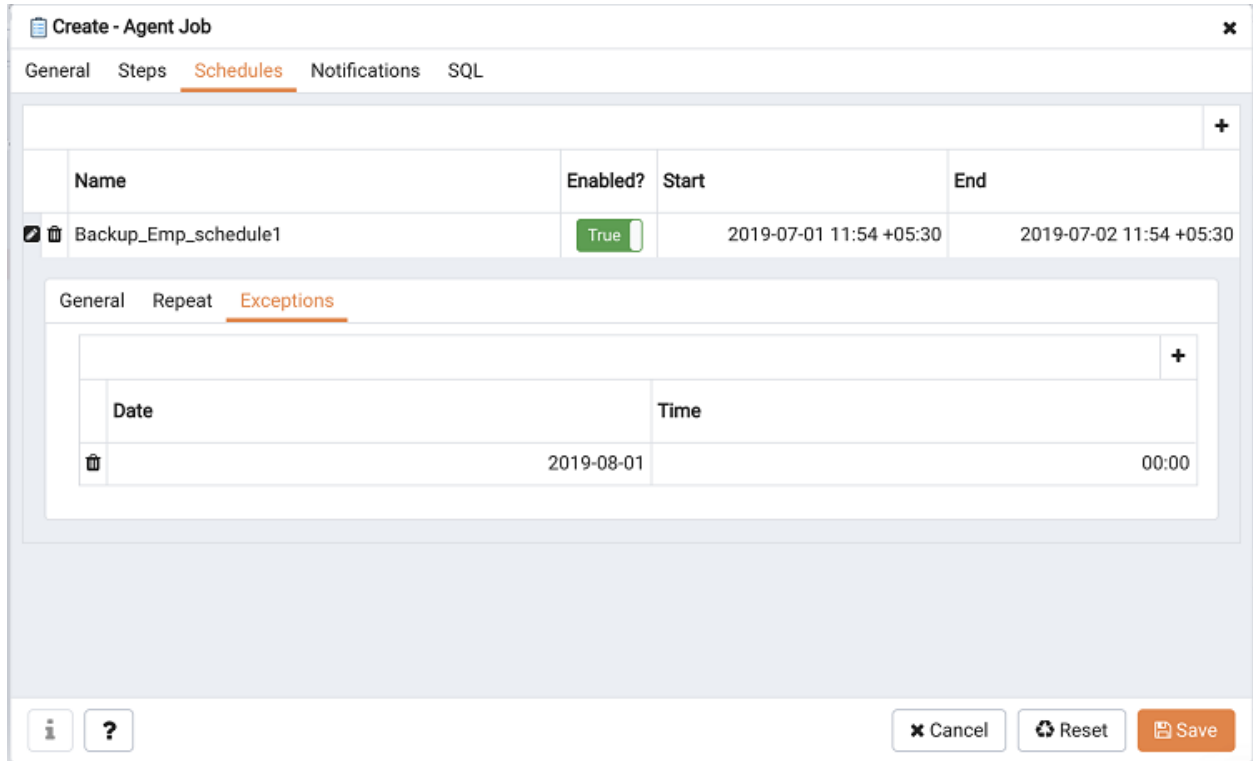 Create - Agent Job
General Steps Schedules Notifications SQL
Name Enabled? Start End
Backup_Emp_schedule1 True 2019-07-01 11:54 +05:30 2019-07-02 11:54 +05:30
General Repeat Exceptions
Date Time
2019-08-01 00:00
i ? Cancel Reset Save